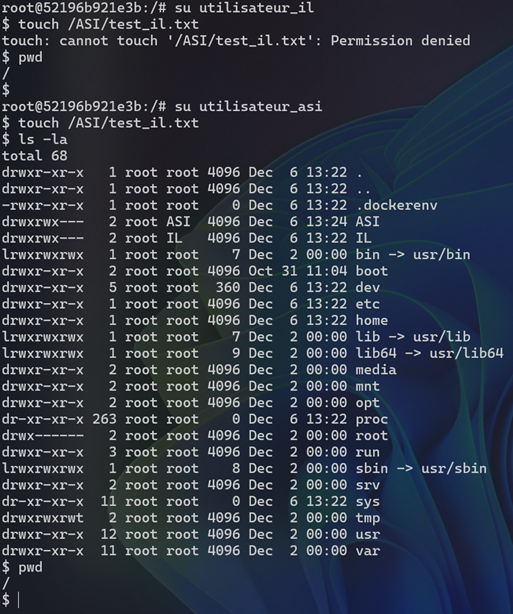 root@52196b921e3b:/# su utilisateur_il
$ touch /ASI/test_il.txt
touch: cannot touch '/ASI/test_il.txt': Permission denied
$ pwd
/
$
root@52196b921e3b:/# su utilisateur_asi
$ touch /ASI/test_il.txt
$ ls -la
total 68
drwxr-xr-x   1 root root 4096 Dec  6 13:22 .
drwxr-xr-x   1 root root 4096 Dec  6 13:22 ..
-rwxr-xr-x   1 root root    0 Dec  6 13:22 .dockerenv
drwxrwx---   2 root ASI  4096 Dec  6 13:24 ASI
drwxrwx---   2 root IL   4096 Dec  6 13:22 IL
lrwxrwxrwx   1 root root    7 Dec  2 00:00 bin -> usr/bin
drwxr-xr-x   2 root root 4096 Oct 31 11:04 boot
drwxr-xr-x   5 root root  360 Dec  6 13:22 dev
drwxr-xr-x   1 root root 4096 Dec  6 13:22 etc
drwxr-xr-x   1 root root 4096 Dec  6 13:22 home
lrwxrwxrwx   1 root root    7 Dec  2 00:00 lib -> usr/lib
lrwxrwxrwx   1 root root    9 Dec  2 00:00 lib64 -> usr/lib64
drwxr-xr-x   2 root root 4096 Dec  2 00:00 media
drwxr-xr-x   2 root root 4096 Dec  2 00:00 mnt
drwxr-xr-x   2 root root 4096 Dec  2 00:00 opt
dr-xr-xr-x 263 root root    0 Dec  6 13:22 proc
drwx------   2 root root 4096 Dec  2 00:00 root
drwxr-xr-x   3 root root 4096 Dec  2 00:00 run
lrwxrwxrwx   1 root root    8 Dec  2 00:00 sbin -> usr/sbin
drwxr-xr-x   2 root root 4096 Dec  2 00:00 srv
dr-xr-xr-x  11 root root    0 Dec  6 13:22 sys
drwxrwxrwt   2 root root 4096 Dec  2 00:00 tmp
drwxr-xr-x  12 root root 4096 Dec  2 00:00 usr
drwxr-xr-x  11 root root 4096 Dec  2 00:00 var
$ pwd
/
$